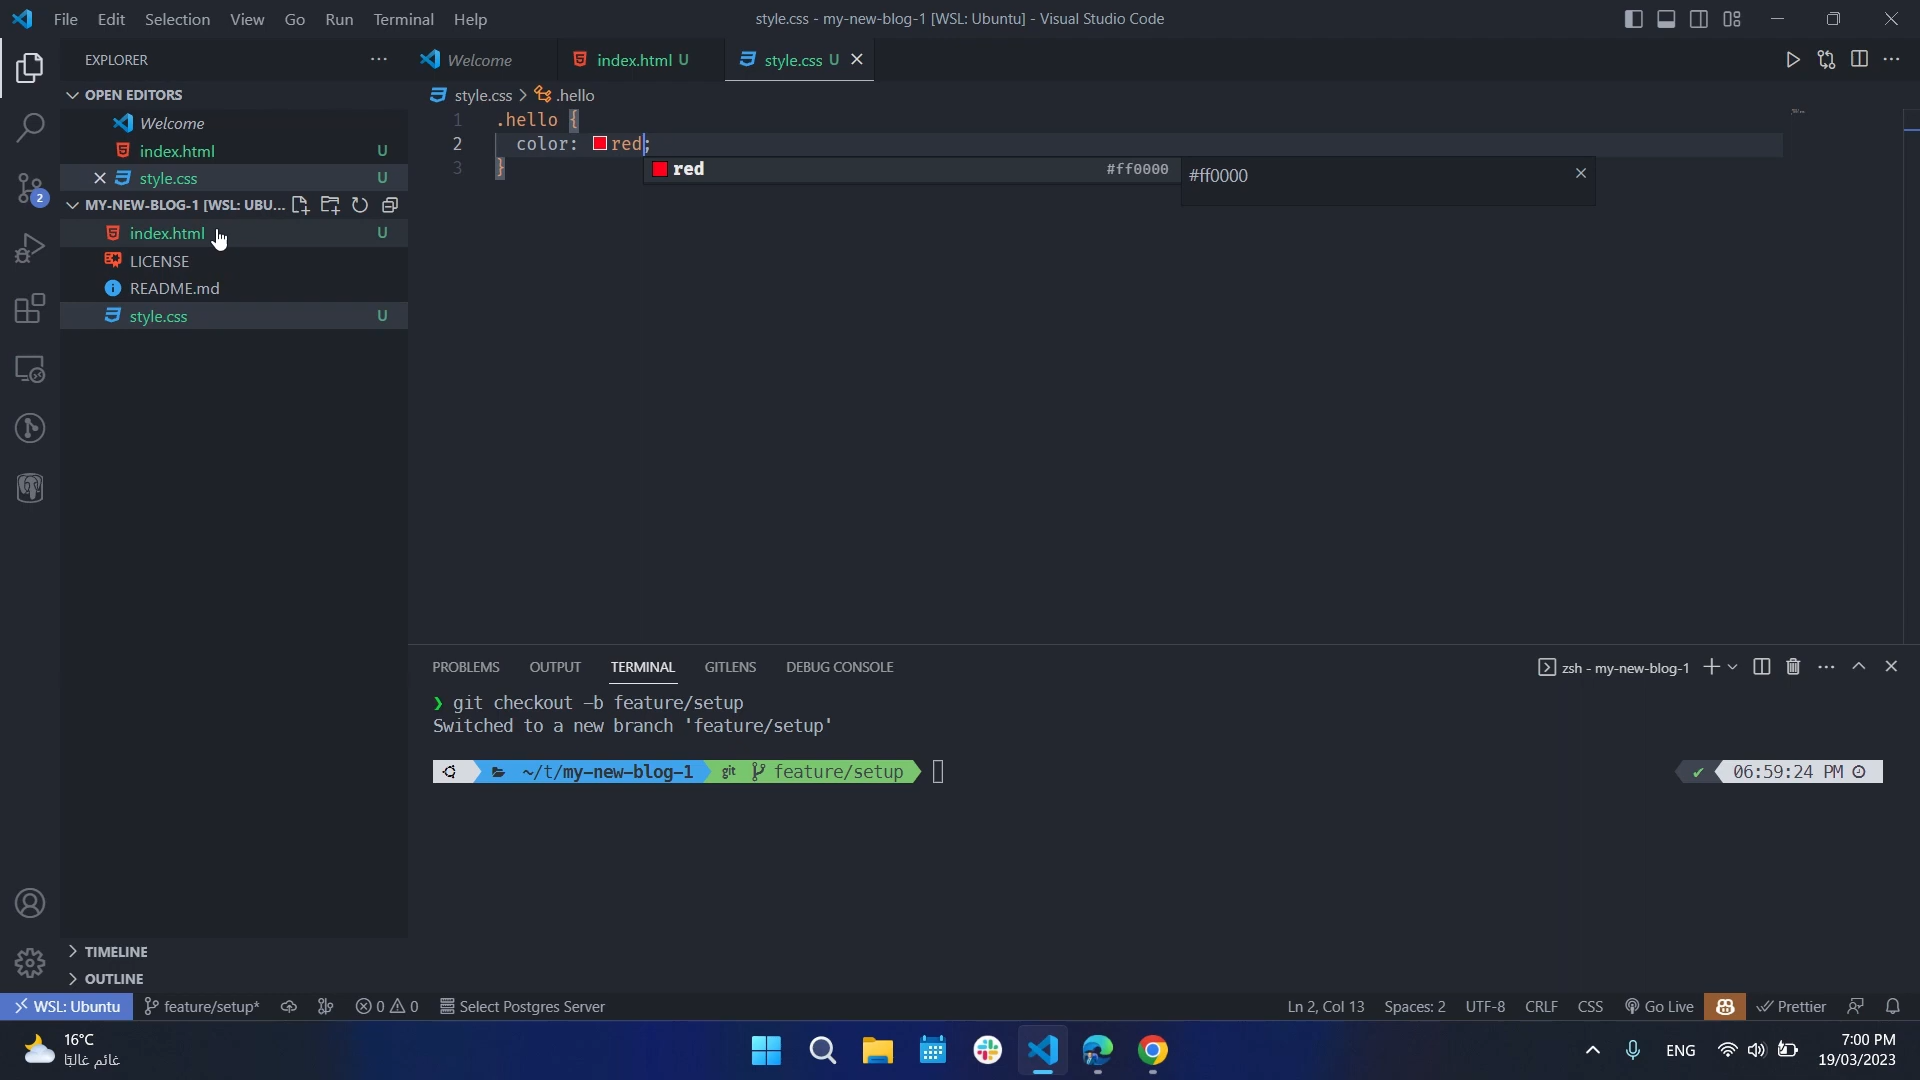 File Edit Selection View Go Run Terminal Help
style.css - my-new-blog-1 [WSL: Ubuntu] - Visual Studio Code
EXPLORER
OPEN EDITORS
Welcome
index.html U
style.css U
MY-NEW-BLOG-1 [WSL: UBU...
index.html U
LICENSE
README.md
style.css U
TIMELINE
OUTLINE
Welcome index.html U style.css U
style.css > .hello
1 .hello {
2 color: red;
3 }
red #ff0000
#ff0000
PROBLEMS OUTPUT TERMINAL GITLENS DEBUG CONSOLE
zsh - my-new-blog-1
❯ git checkout -b feature/setup
Switched to a new branch 'feature/setup'
~/t/my-new-blog-1 git feature/setup ✔ 06:59:24 PM
WSL: Ubuntu feature/setup* 0 0 Select Postgres Server
Ln 2, Col 13 Spaces: 2 UTF-8 CRLF CSS Go Live Prettier
16°C
غائم غالبًا
2
ENG
7:00 PM
19/03/2023